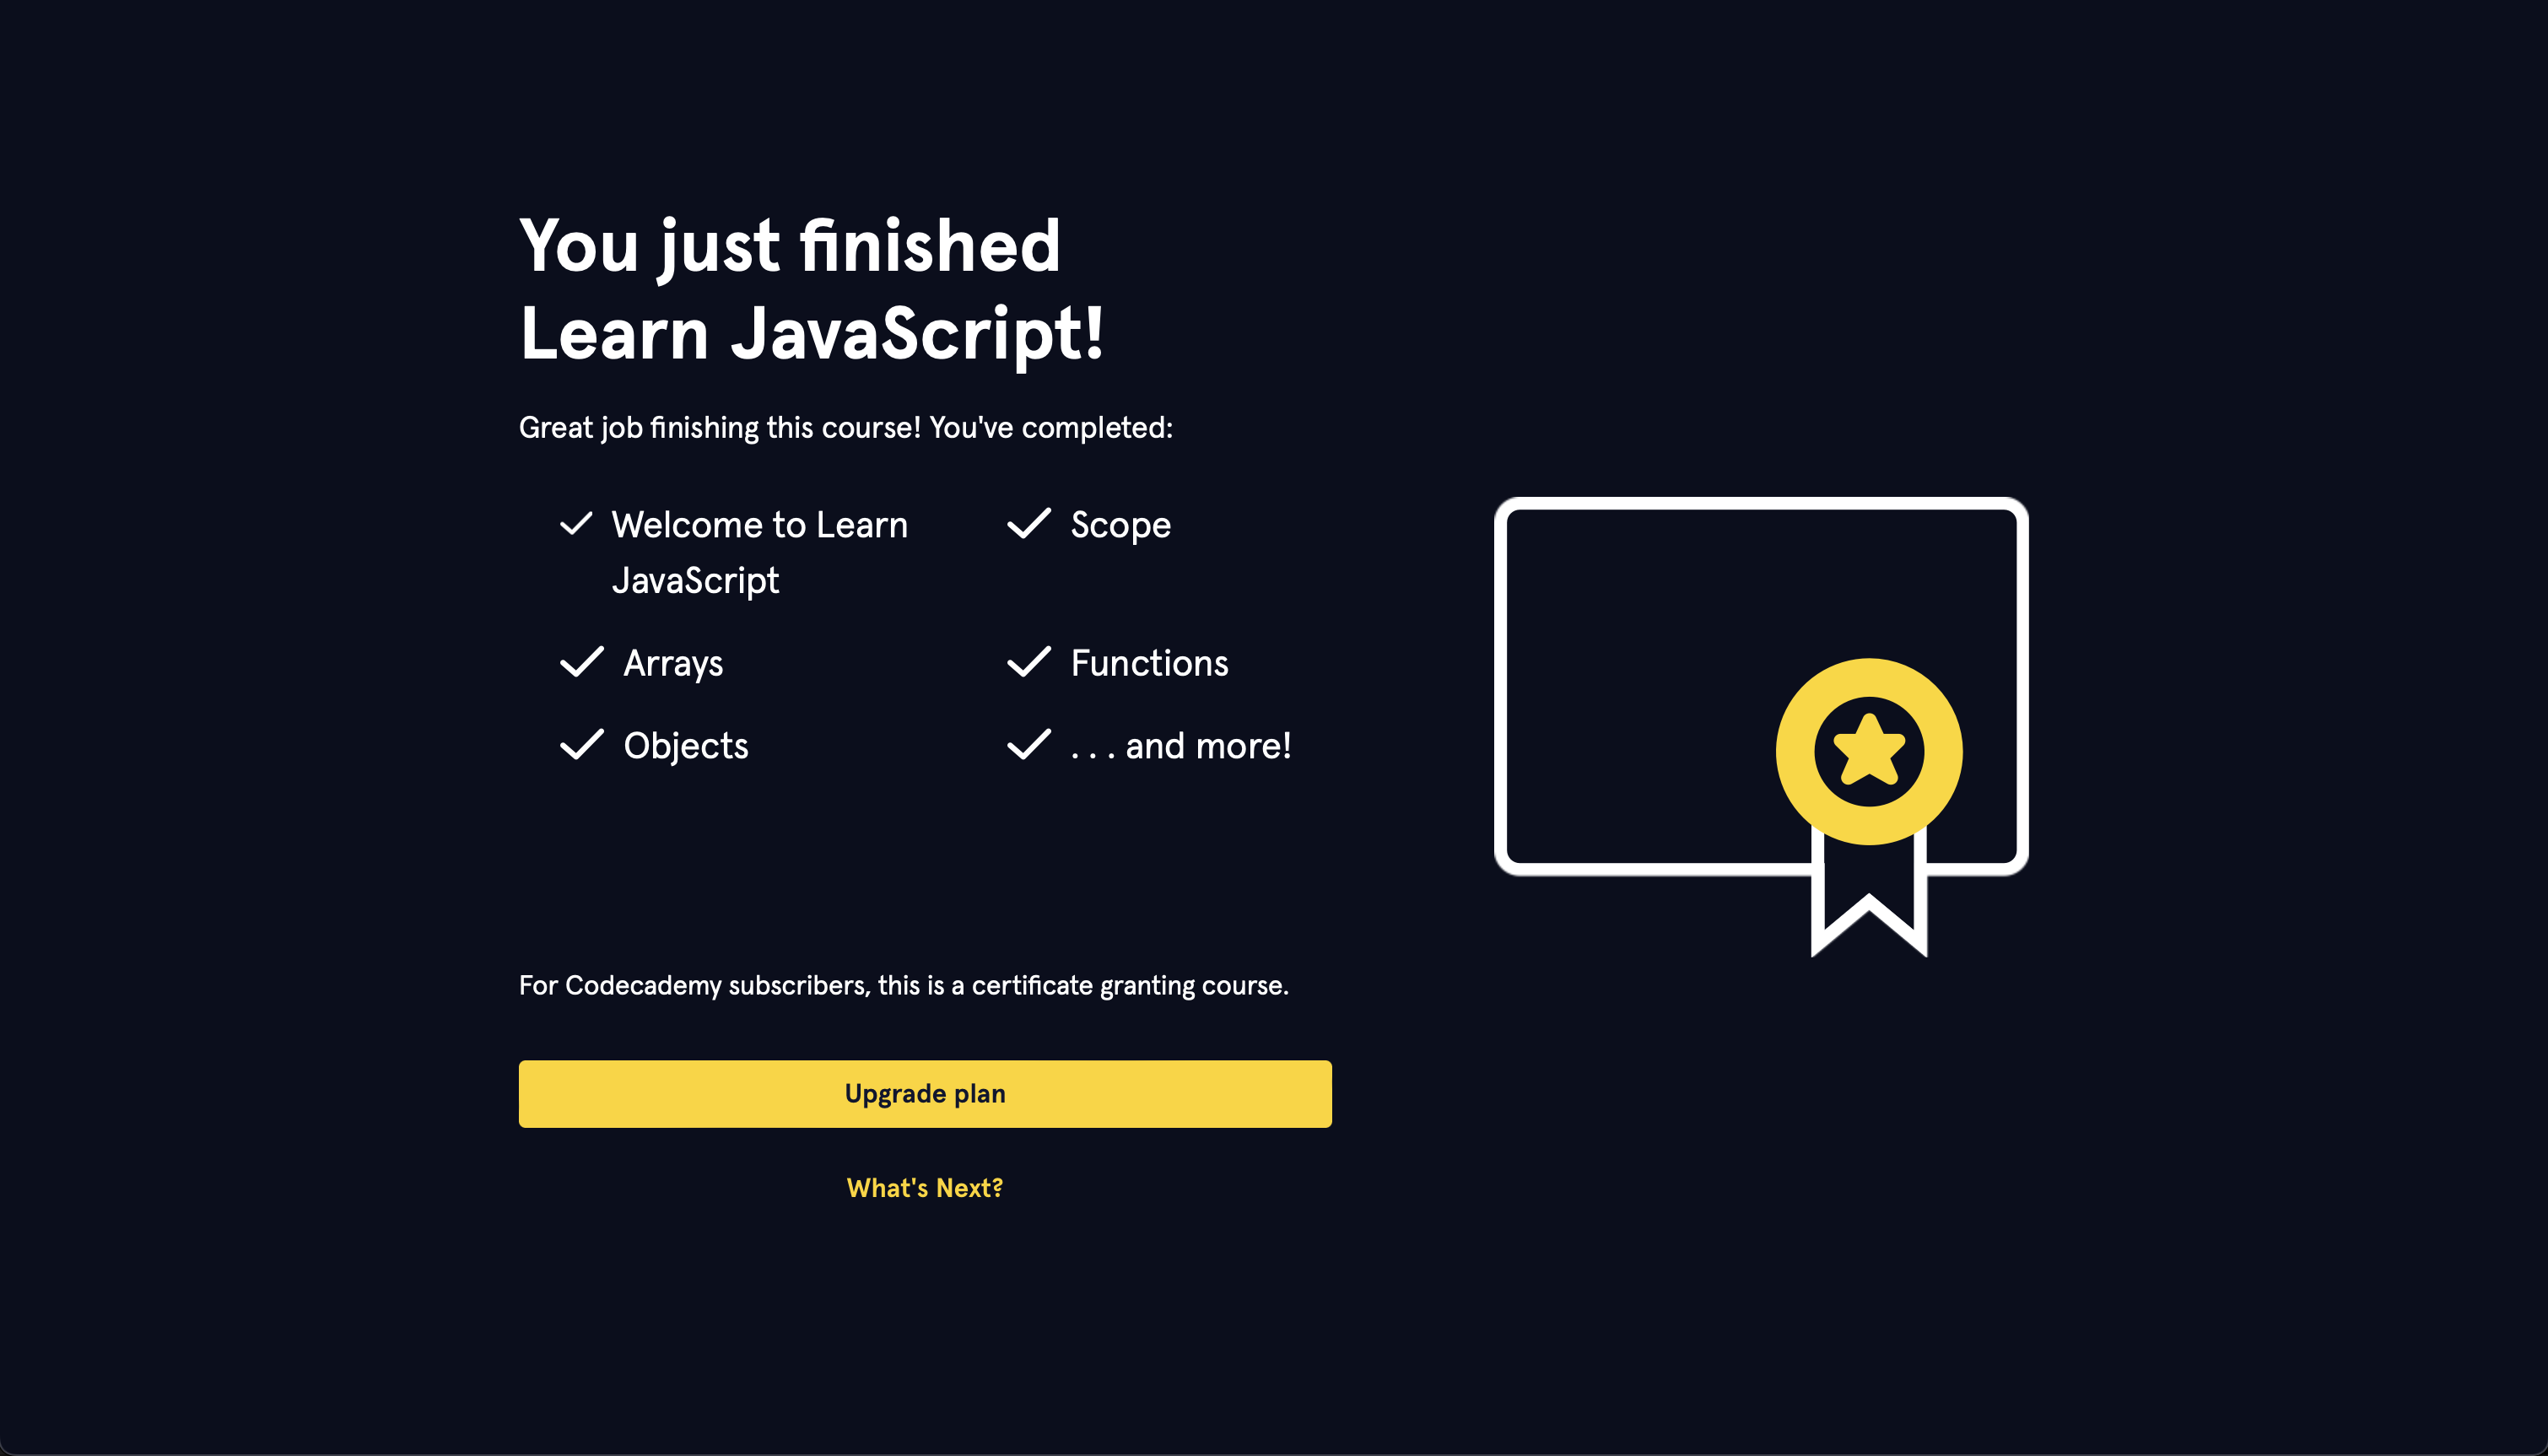 You just finished
Learn JavaScript!
Great job finishing this course! You've completed:
Welcome to Learn
JavaScript
Scope
Arrays
Functions
Objects
. . . and more!
For Codecademy subscribers, this is a certificate granting course.
Upgrade plan
What's Next?